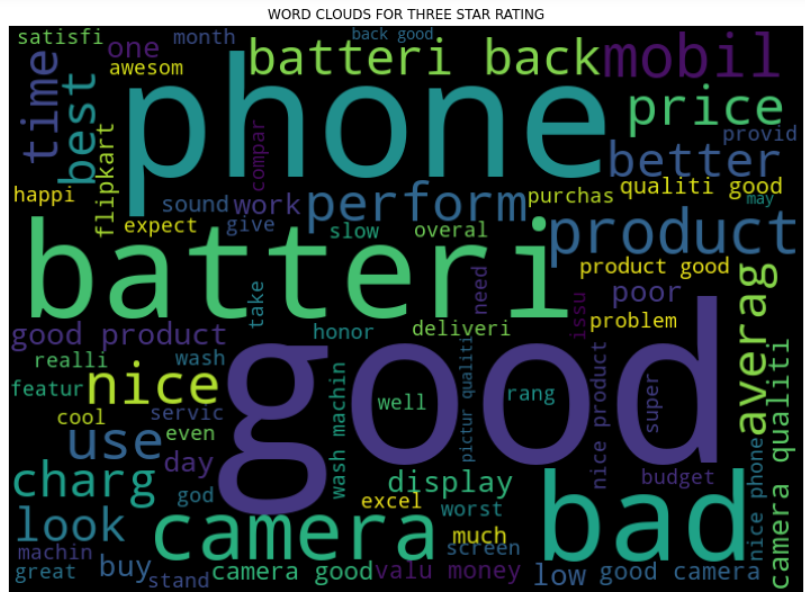 WORD CLOUDS FOR THREE STAR RATING
satisfi
one
month
back good
awesom
batteri back
mobil
time
best
phone
price
provid
compar
better
flipkart
happi
sound
work
perform
purchas
qualiti good
may
expect
give
slow
overal
product
batteri
product good
averag
take
need
issu
poor
problem
good product
honor
deliveri
realli
wash
featur
nice
good
well
rang
super
camera qualiti
cool
servic
wash machin
pictur qualiti
nice product
use
even
day
budget
charg
god
display
excel
worst
bad
nice phone
look
camera
much
screen
machin
great
buy
stand
camera good
valu money
low
good camera